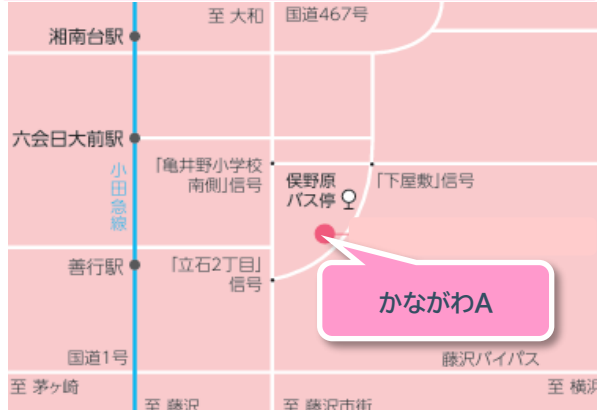 至 大和
国道467号
湘南台駅
六会日大前駅
小田急線
「亀井野小学校
南側」信号
俣野原
バス停
「下屋敷」信号
善行駅
「立石2丁目」
信号
かながわA
国道1号
藤沢バイパス
至 茅ヶ崎
至 横浜
至 藤沢
至 藤沢市街